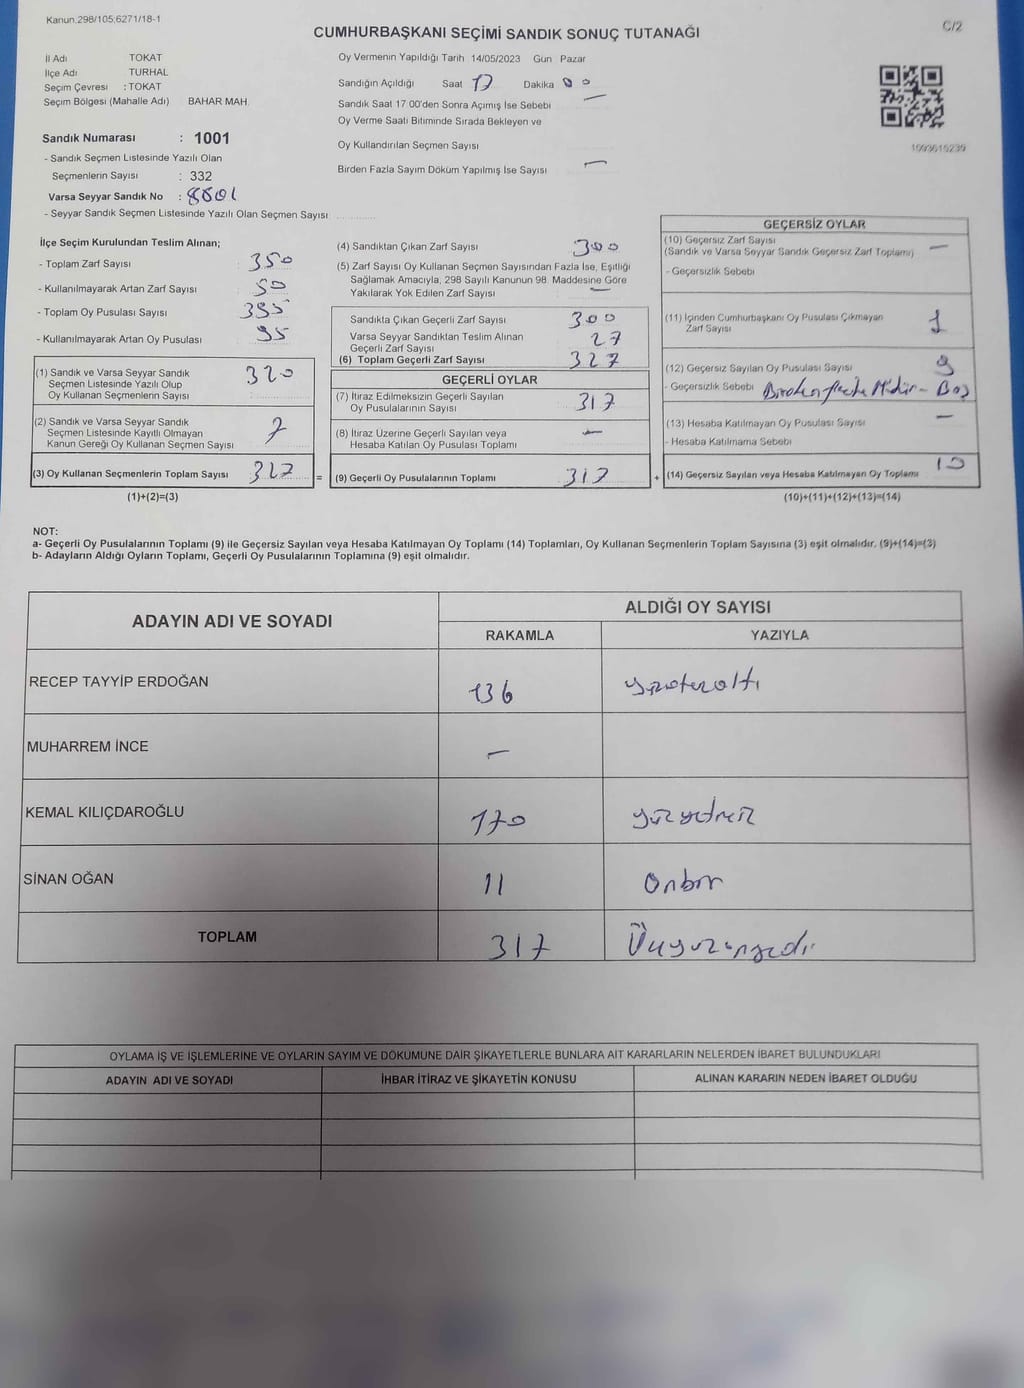 Kanun.298/105;6271/18-1
C/2
CUMHURBAŞKANI SEÇİMİ SANDIK SONUÇ TUTANAĞI
İl Adı TOKAT
İlçe Adı TURHAL
Seçim Çevresi : TOKAT
Seçim Bölgesi (Mahalle Adı) BAHAR MAH.
Sandık Numarası : 1001
- Sandık Seçmen Listesinde Yazılı Olan
Seçmenlerin Sayısı : 332
Varsa Seyyar Sandık No : 8801
- Seyyar Sandık Seçmen Listesinde Yazılı Olan Seçmen Sayısı
Oy Vermenin Yapıldığı Tarih 14/05/2023 Gün Pazar
Sandığın Açıldığı Saat 17 Dakika 00
Sandık Saat 17 00'den Sonra Açımış İse Sebebi —
Oy Verme Saati Bitiminde Sırada Bekleyen ve
Oy Kullandırılan Seçmen Sayısı
Birden Fazla Sayım Döküm Yapılmış İse Sayısı —
1093615239
İlçe Seçim Kurulundan Teslim Alınan;
- Toplam Zarf Sayısı 350
- Kullanılmayarak Artan Zarf Sayısı 50
- Toplam Oy Pusulası Sayısı 395
- Kullanılmayarak Artan Oy Pusulası 95
(1) Sandık ve Varsa Seyyar Sandık
Seçmen Listesinde Yazılı Olup
Oy Kullanan Seçmenlerin Sayısı 320
(2) Sandık ve Varsa Seyyar Sandık
Seçmen Listesinde Kayıtlı Olmayan
Kanun Gereği Oy Kullanan Seçmen Sayısı 7
(3) Oy Kullanan Seçmenlerin Toplam Sayısı 327 =
(1)+(2)=(3)
(4) Sandıktan Çıkan Zarf Sayısı 300
(5) Zarf Sayısı Oy Kullanan Seçmen Sayısından Fazla İse, Eşitliği
Sağlamak Amacıyla, 298 Sayılı Kanunun 98. Maddesine Göre
Yakılarak Yok Edilen Zarf Sayısı —
Sandıkta Çıkan Geçerli Zarf Sayısı 300
Varsa Seyyar Sandıktan Teslim Alınan
Geçerli Zarf Sayısı 27
(6) Toplam Geçerli Zarf Sayısı 327
GEÇERLİ OYLAR
(7) İtiraz Edilmeksizin Geçerli Sayılan
Oy Pusulalarının Sayısı 317
(8) İtiraz Üzerine Geçerli Sayılan veya
Hesaba Katılan Oy Pusulası Toplamı —
(9) Geçerli Oy Pusulalarının Toplamı 317 +
GEÇERSİZ OYLAR
(10) Geçersiz Zarf Sayısı
(Sandık ve Varsa Seyyar Sandık Geçersiz Zarf Toplamı) —
- Geçersizlik Sebebi
(11) İçinden Cumhurbaşkanı Oy Pusulası Çıkmayan
Zarf Sayısı 1
(12) Geçersiz Sayılan Oy Pusulası Sayısı 9
- Geçersizlik Sebebi Birden fazla Mühür - Boş
(13) Hesaba Katılmayan Oy Pusulası Sayısı —
- Hesaba Katılmama Sebebi
(14) Geçersiz Sayılan veya Hesaba Katılmayan Oy Toplamı 10
(10)+(11)+(12)+(13)=(14)
NOT:
a- Geçerli Oy Pusulalarının Toplamı (9) ile Geçersiz Sayılan veya Hesaba Katılmayan Oy Toplamı (14) Toplamları, Oy Kullanan Seçmenlerin Toplam Sayısına (3) eşit olmalıdır. (9)+(14)=(3)
b- Adayların Aldığı Oyların Toplamı, Geçerli Oy Pusulalarının Toplamına (9) eşit olmalıdır.
ADAYIN ADI VE SOYADI ALDIĞI OY SAYISI
RAKAMLA YAZIYLA
RECEP TAYYİP ERDOĞAN 136 yüzotuzaltı
MUHARREM İNCE —
KEMAL KILIÇDAROĞLU 170 yüzyetmiş
SİNAN OĞAN 11 Onbir
TOPLAM 317 Üçyüzonyedi
OYLAMA İŞ VE İŞLEMLERİNE VE OYLARIN SAYIM VE DÖKÜMÜNE DAİR ŞİKAYETLERLE BUNLARA AİT KARARLARIN NELERDEN İBARET BULUNDUKLARI
ADAYIN ADI VE SOYADI İHBAR İTİRAZ VE ŞİKAYETİN KONUSU ALINAN KARARIN NEDEN İBARET OLDUĞU